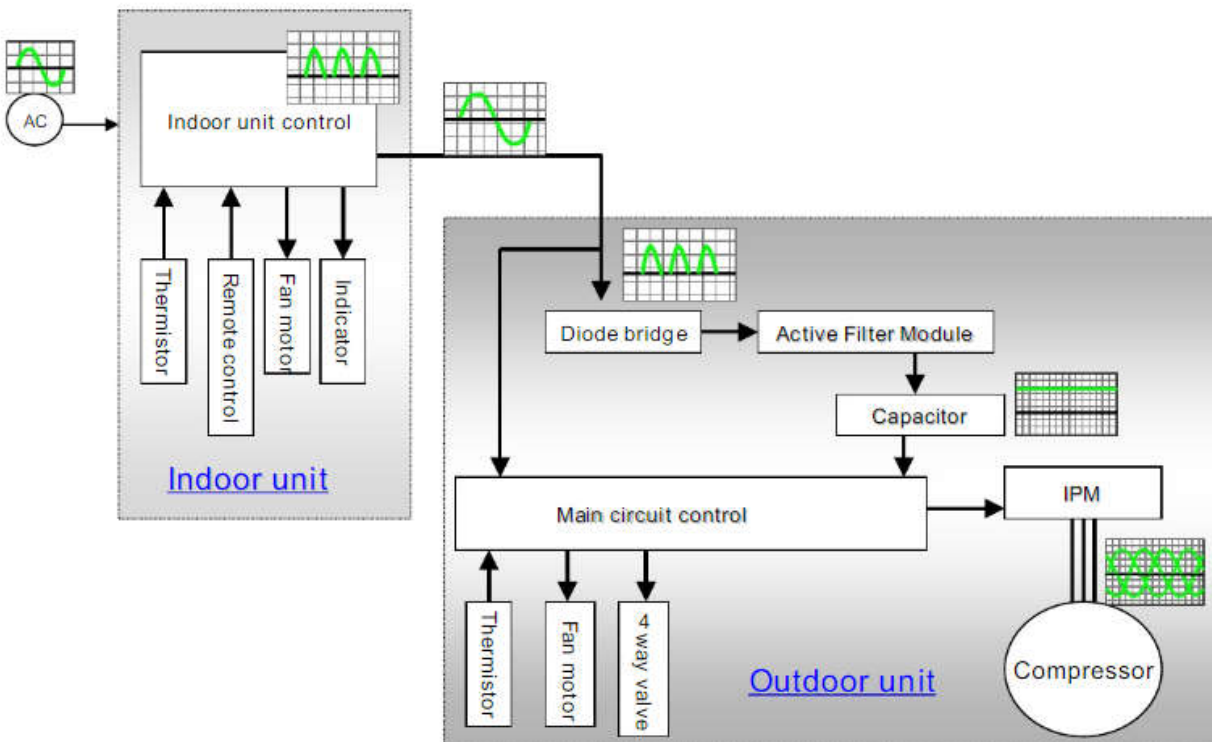 AC
Indoor unit control
Thermistor
Remote control
Fan motor
Indicator
Indoor unit
Diode bridge
Active Filter Module
Capacitor
Main circuit control
IPM
Thermistor
Fan motor
4 way valve
Compressor
Outdoor unit